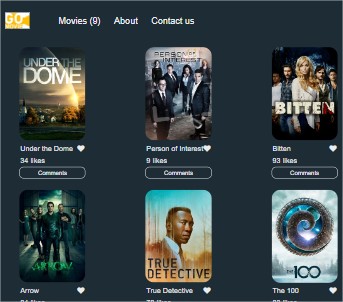 GO
Movies (9) About Contact us
UNDER THE DOME
PERSON OF INTEREST
BITTEN
Under the Dome
Person of Interest
Bitten
34 likes
9 likes
93 likes
Comments
Comments
Comments
ARROW
TRUE DETECTIVE
THE 100
Arrow
True Detective
The 100